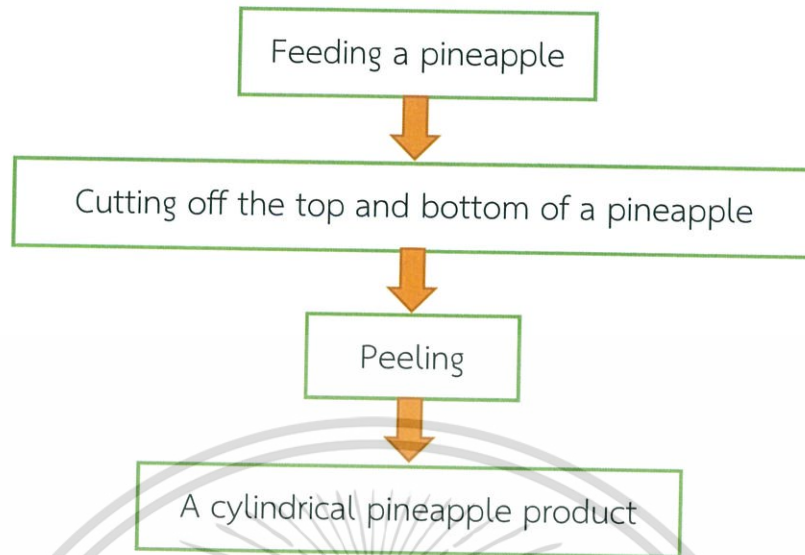 Feeding a pineapple
Cutting off the top and bottom of a pineapple
Peeling
A cylindrical pineapple product